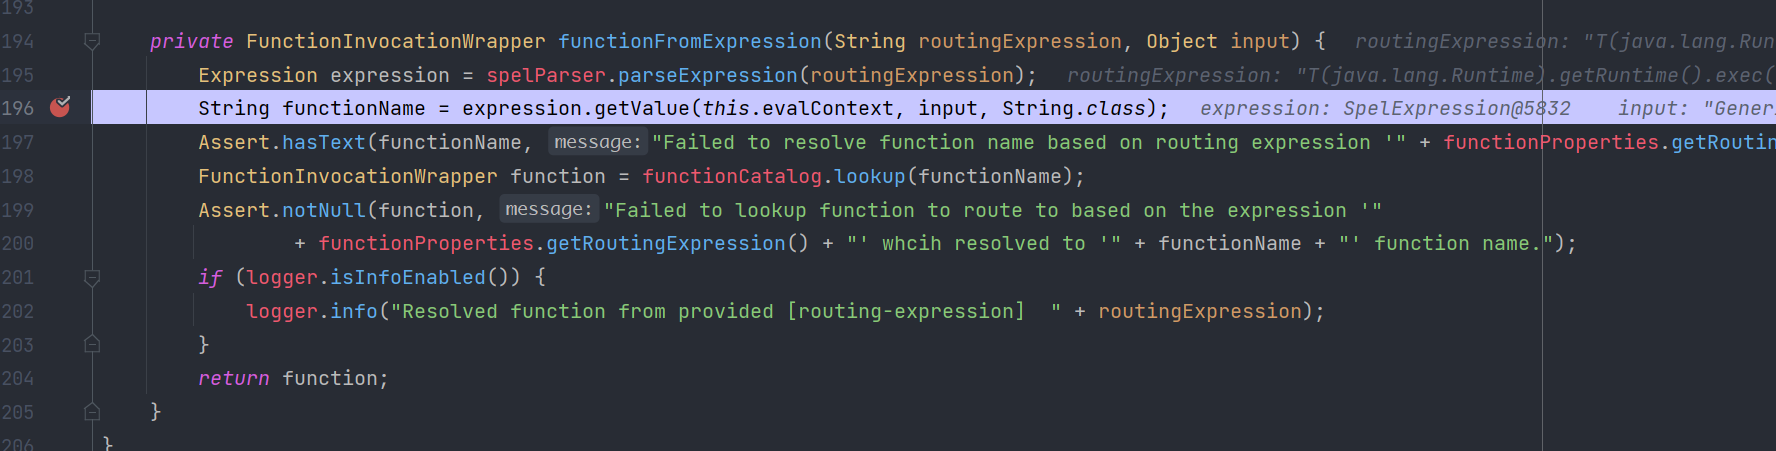 193
194 private FunctionInvocationWrapper functionFromExpression(String routingExpression, Object input) { routingExpression: "T(java.lang.Run
195 Expression expression = spelParser.parseExpression(routingExpression); routingExpression: "T(java.lang.Runtime).getRuntime().exec(
196 String functionName = expression.getValue(this.evalContext, input, String.class); expression: SpelExpression@5832 input: "Gener
197 Assert.hasText(functionName, message: "Failed to resolve function name based on routing expression '" + functionProperties.getRoutin
198 FunctionInvocationWrapper function = functionCatalog.lookup(functionName);
199 Assert.notNull(function, message: "Failed to lookup function to route to based on the expression '"
200 + functionProperties.getRoutingExpression() + "' whcih resolved to '" + functionName + "' function name.");
201 if (logger.isInfoEnabled()) {
202 logger.info("Resolved function from provided [routing-expression]  " + routingExpression);
203 }
204 return function;
205 }
206 }